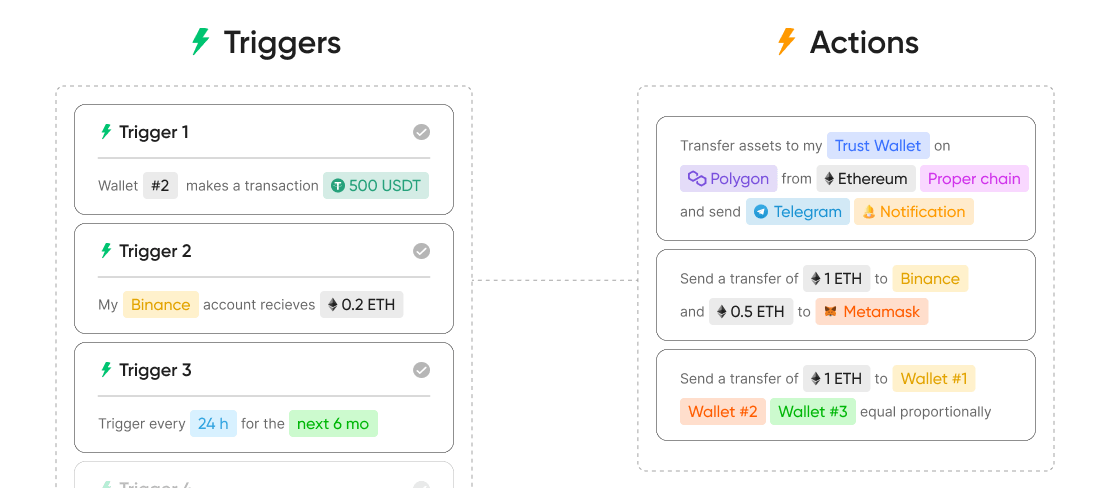 Triggers
Trigger 1
Wallet #2 makes a transaction 500 USDT
Trigger 2
My Binance account recieves 0.2 ETH
Trigger 3
Trigger every 24 h for the next 6 mo
Trigger 4
Actions
Transfer assets to my Trust Wallet on
Polygon from Ethereum Proper chain
and send Telegram Notification
Send a transfer of 1 ETH to Binance
and 0.5 ETH to Metamask
Send a transfer of 1 ETH to Wallet #1
Wallet #2 Wallet #3 equal proportionally